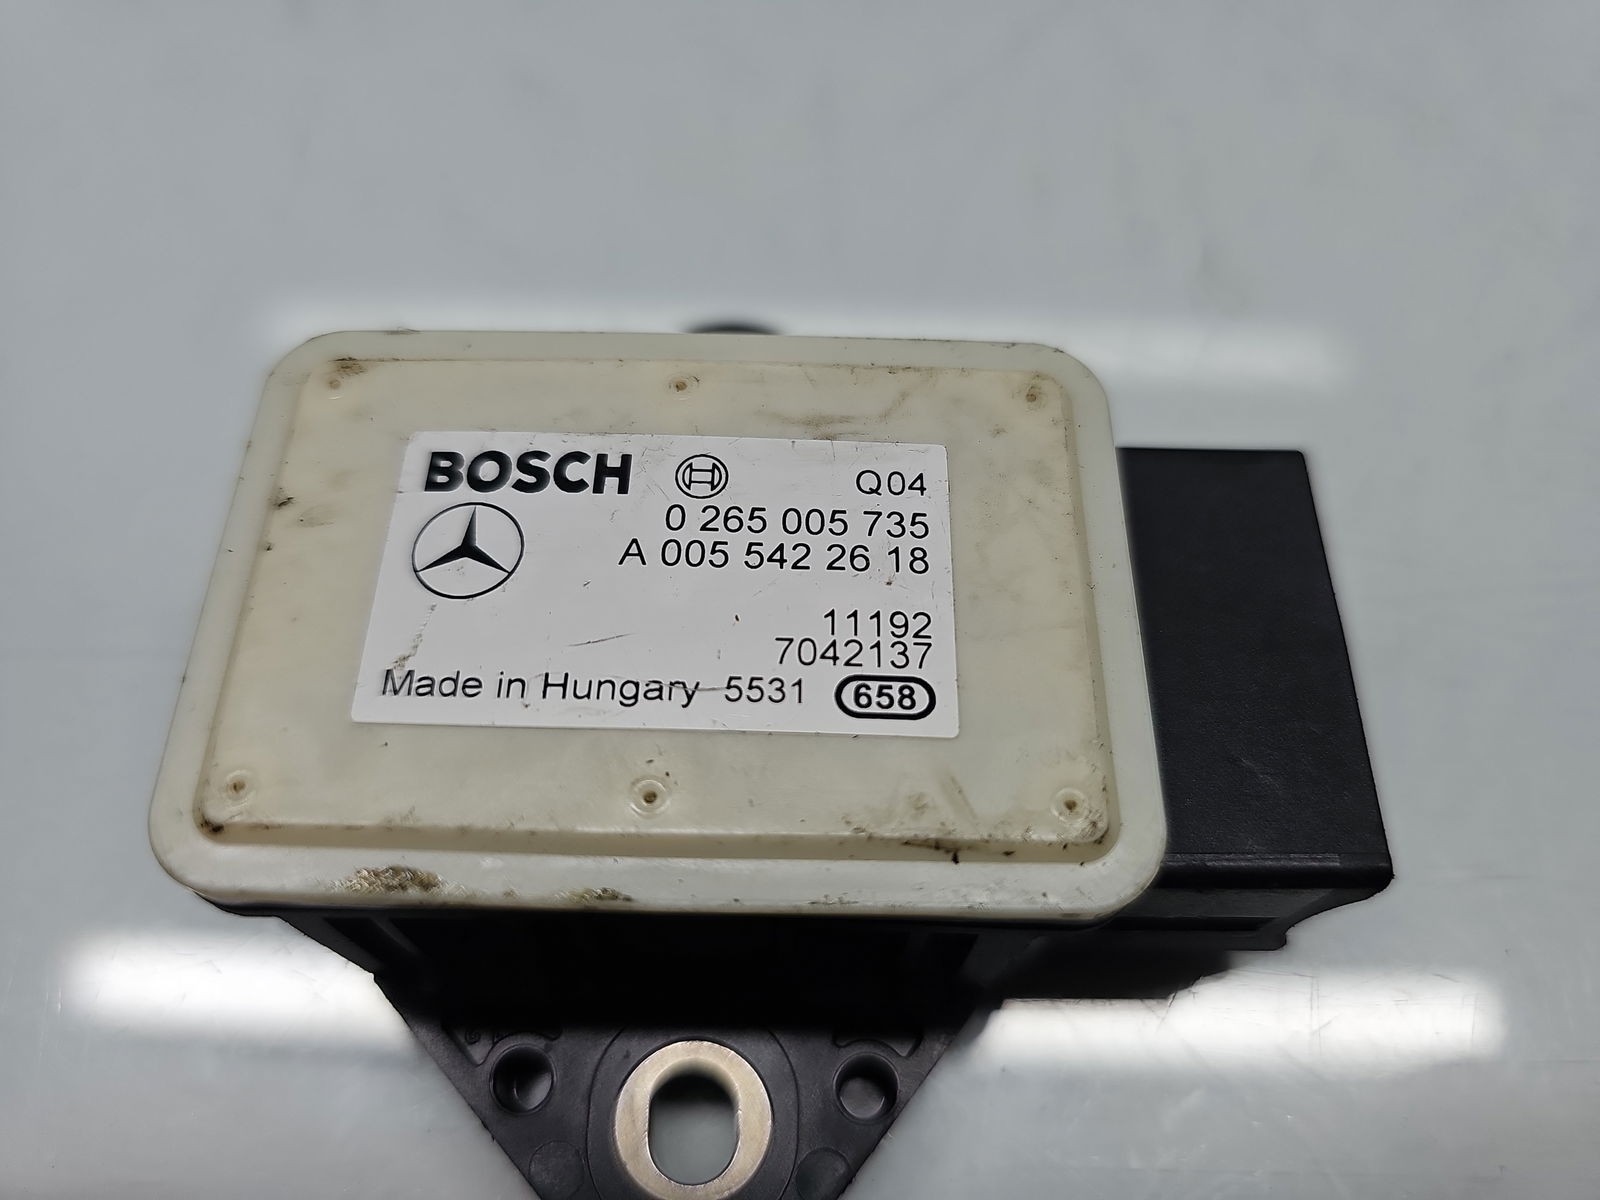 BOSCH Q04
0 265 005 735
A 005 542 26 18
11192
7042137
Made in Hungary 5531 658